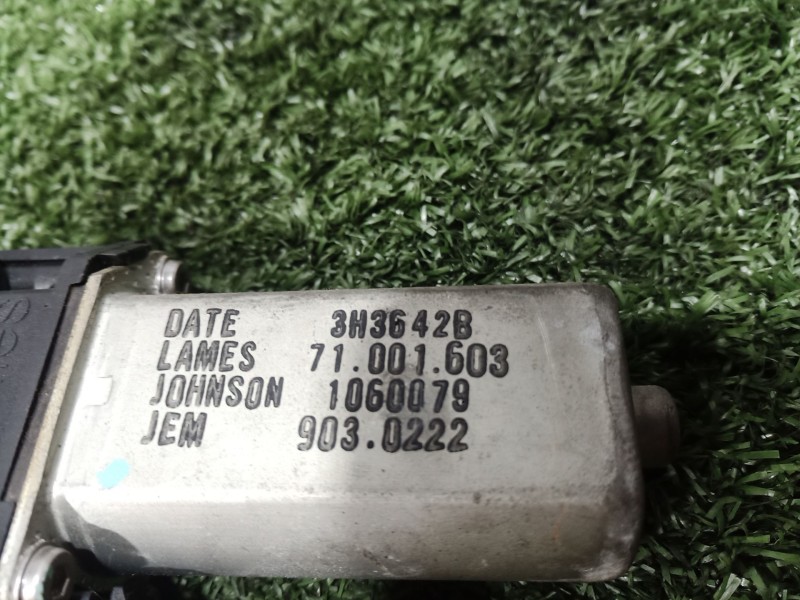 DATE 3H3642B
LAMES 71.001.603
JOHNSON 1060079
JEM 903.0222